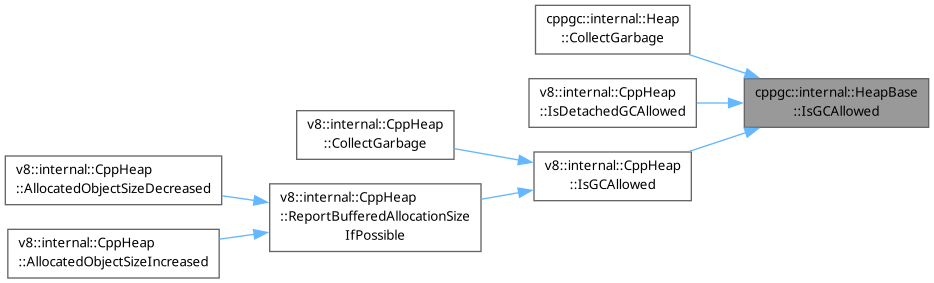 cppgc::internal::Heap
::CollectGarbage
cppgc::internal::HeapBase
::IsGCAllowed
v8::internal::CppHeap
::IsDetachedGCAllowed
v8::internal::CppHeap
::CollectGarbage
v8::internal::CppHeap
::IsGCAllowed
v8::internal::CppHeap
::AllocatedObjectSizeDecreased
v8::internal::CppHeap
::ReportBufferedAllocationSize
IfPossible
v8::internal::CppHeap
::AllocatedObjectSizeIncreased